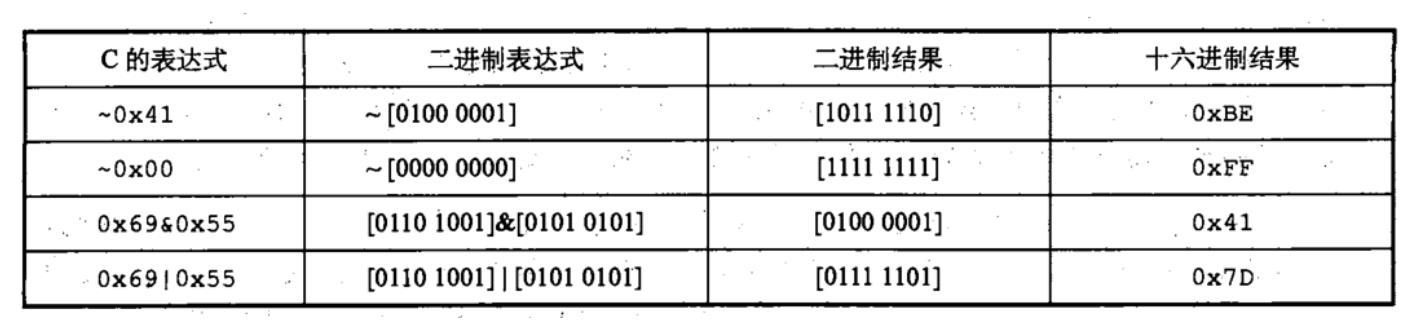 C 的表达式 二进制表达式 二进制结果 十六进制结果
~0x41 ~[0100 0001] [1011 1110] 0xBE
~0x00 ~[0000 0000] [1111 1111] 0xFF
0x69&0x55 [0110 1001]&[0101 0101] [0100 0001] 0x41
0x69|0x55 [0110 1001] | [0101 0101] [0111 1101] 0x7D